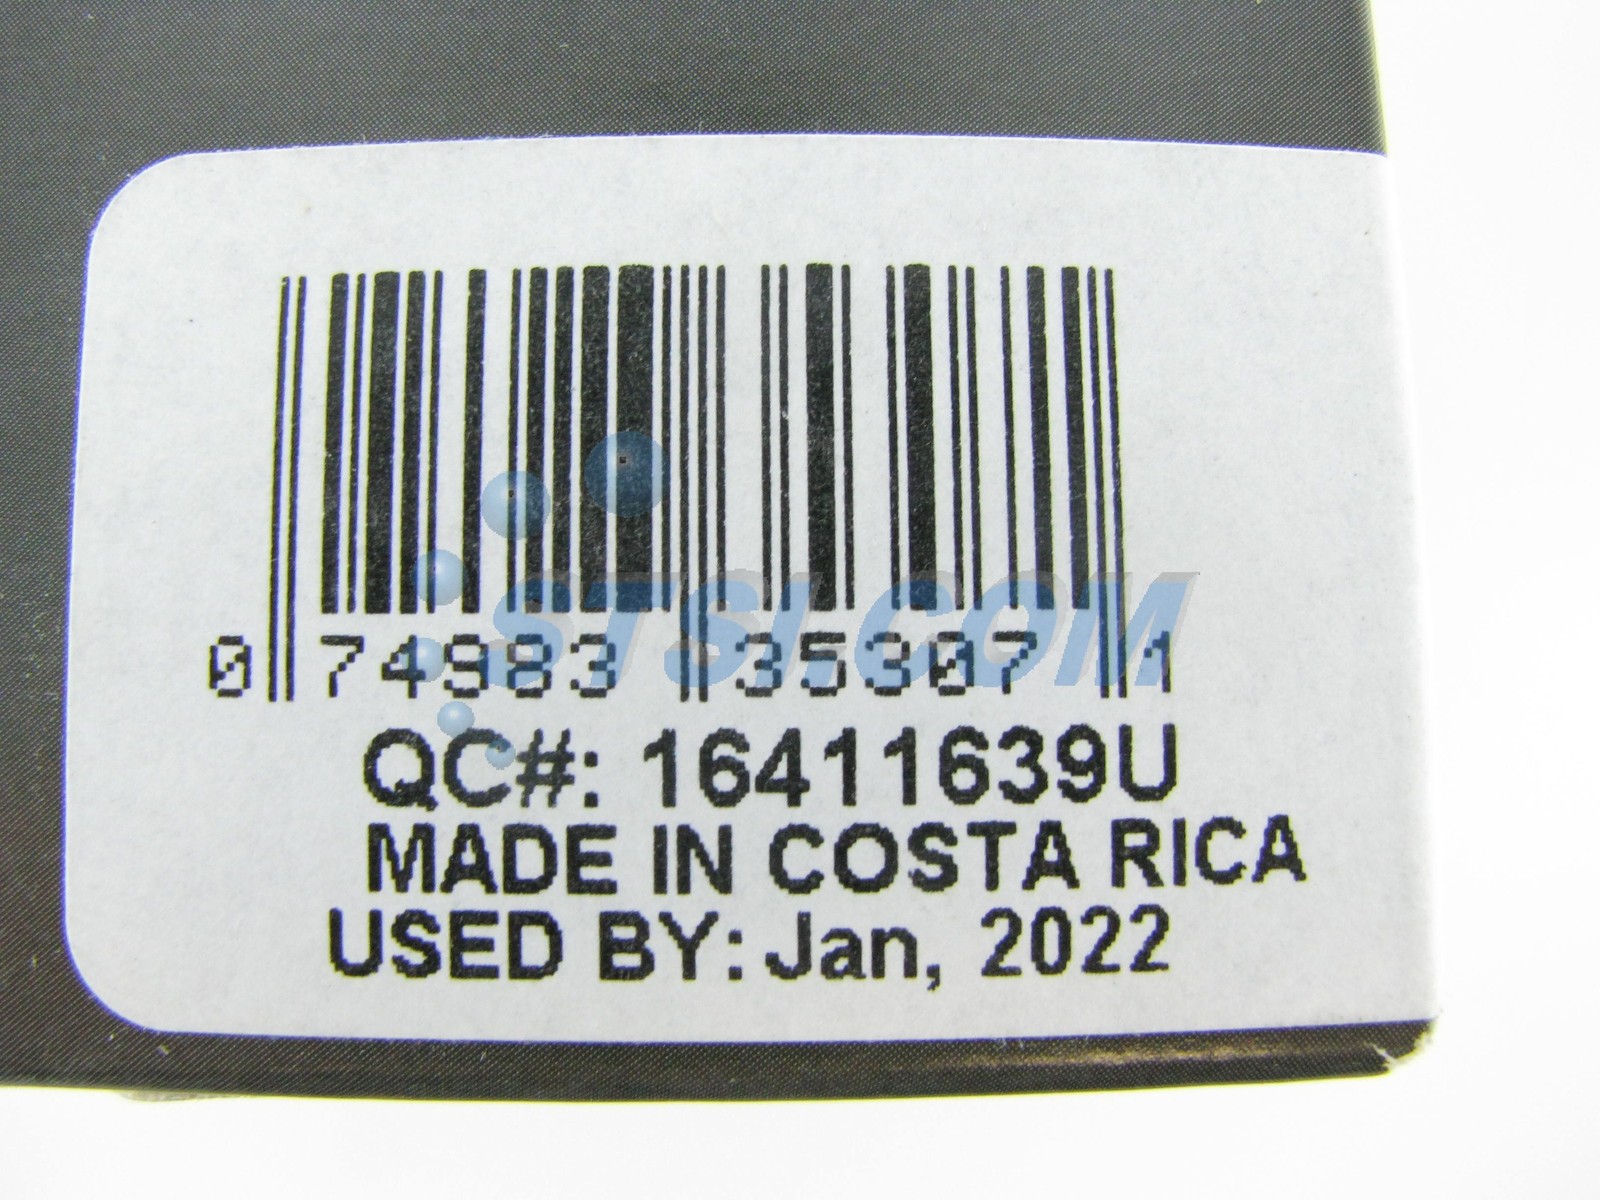 0 74983 35307 1
STSI.COM
QC#: 16411639U
MADE IN COSTA RICA
USED BY: Jan, 2022